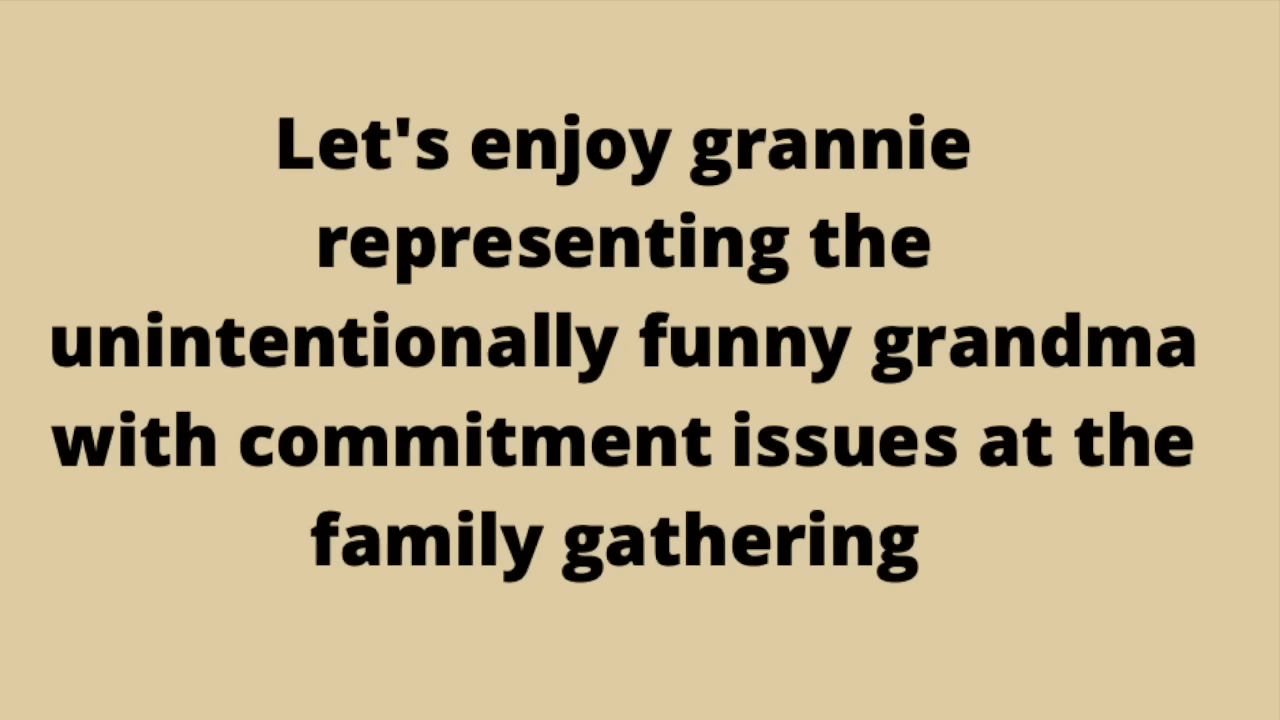 Let's enjoy grannie
representing the
unintentionally funny grandma
with commitment issues at the
family gathering